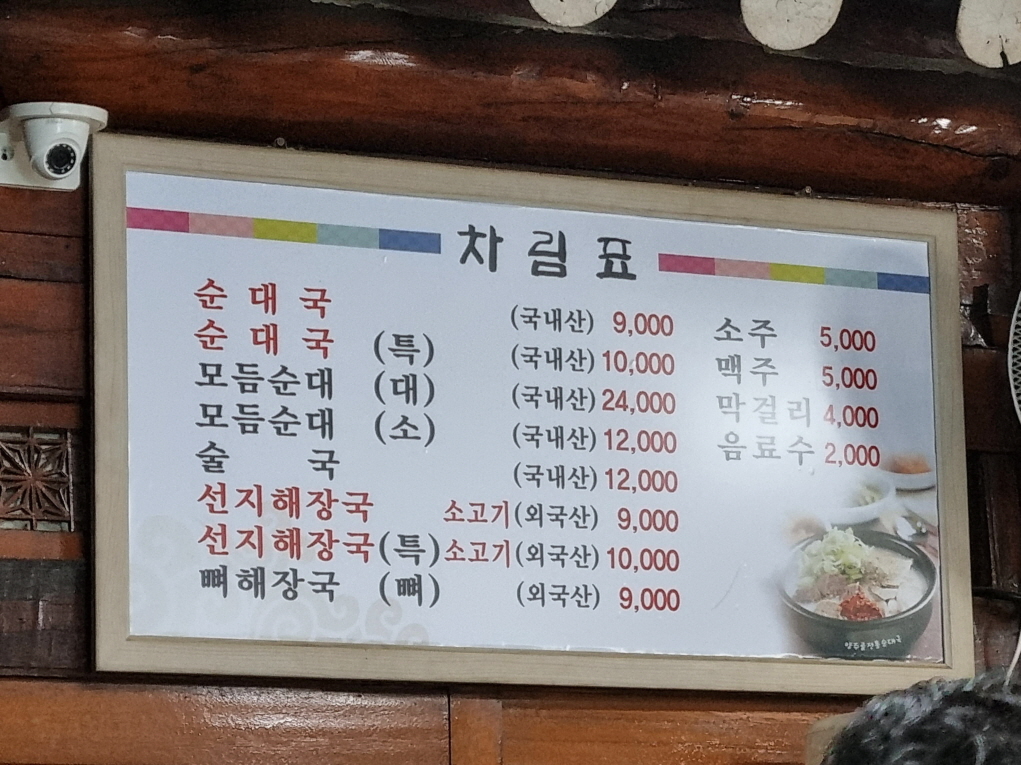 차림표
순대국 (국내산) 9,000
순대국 (특) (국내산) 10,000
모듬순대 (대) (국내산) 24,000
모듬순대 (소) (국내산) 12,000
술국 (국내산) 12,000
선지해장국 소고기(외국산) 9,000
선지해장국(특) 소고기(외국산) 10,000
뼈해장국 (뼈) (외국산) 9,000
소주 5,000
맥주 5,000
막걸리 4,000
음료수 2,000